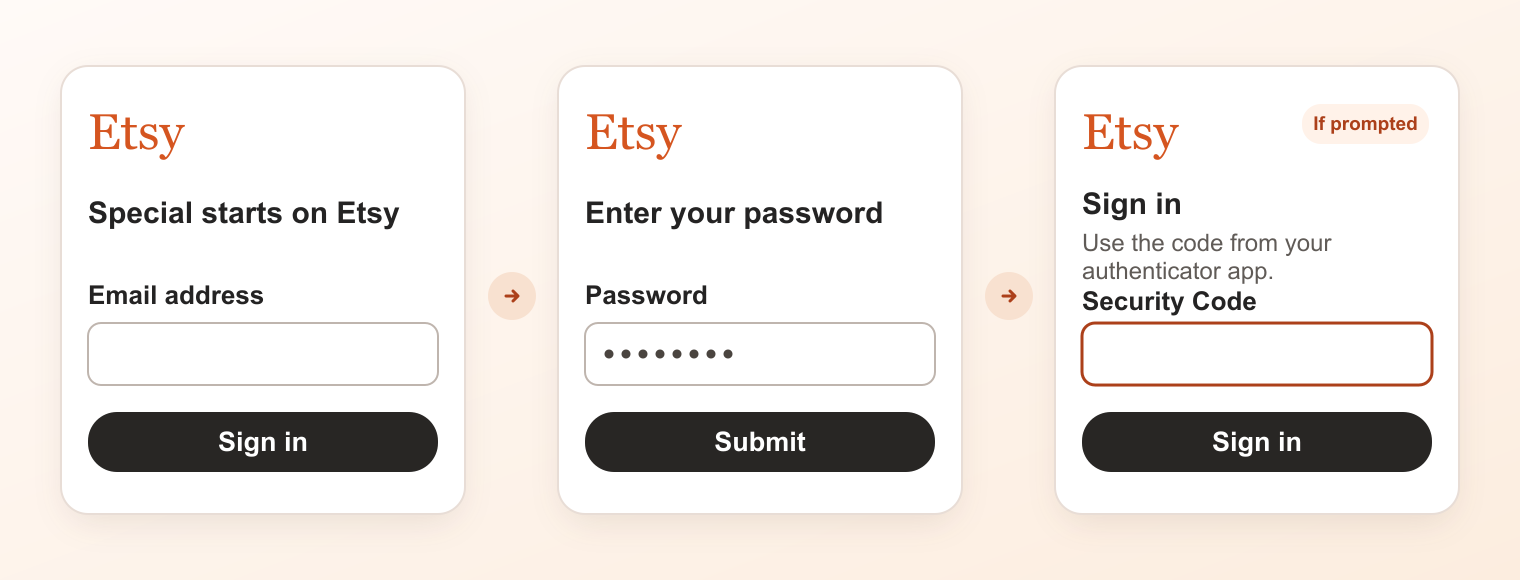 Etsy
Special starts on Etsy
Email address
Sign in
Etsy
Enter your password
Password
Submit
Etsy
If prompted
Sign in
Use the code from your
authenticator app.
Security Code
Sign in